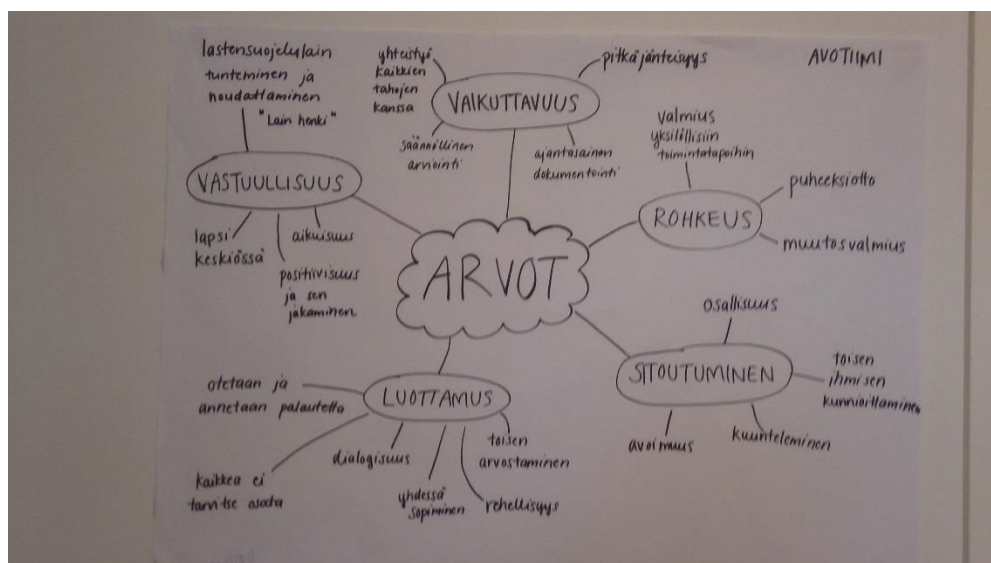 AVOTIIMI
ARVOT
VASTUULLISUUS
lastensuojelulain
tunteminen ja
noudattaminen
"Lain henki"
lapsi
keskiössä
positiivisuus
ja sen
jakaminen
aikuisuus
VAIKUTTAVUUS
yhteistyö
kaikkien
tahojen
kanssa
pitkäjänteisyys
säännöllinen
arviointi
ajantasainen
dokumentointi
ROHKEUS
valmius
yksilöllisiin
toimintatapoihin
puheeksiotto
muutosvalmius
SITOUTUMINEN
osallisuus
toisen
ihmisen
kunnioittaminen
kuunteleminen
avoimuus
LUOTTAMUS
otetaan ja
annetaan palautetta
kaikkea ei
tarvitse osata
dialogisuus
yhdessä
sopiminen
rehellisyys
toisen
arvostaminen